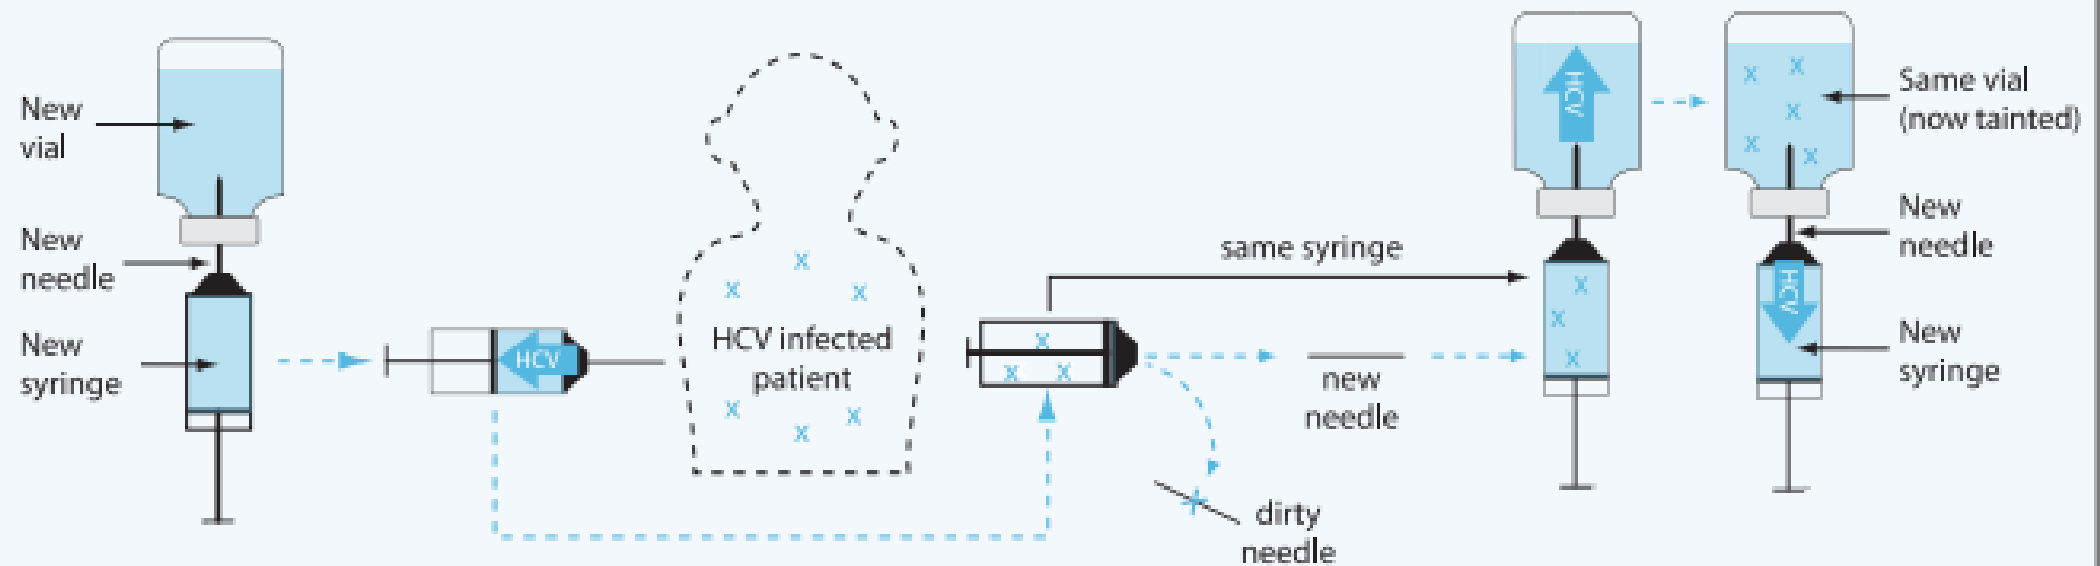 New
vial
New
needle
New
syringe
HCV
HCV infected
patient
same syringe
new
needle
dirty
needle
HCV
Same vial
(now tainted)
New
needle
HCV
New
syringe